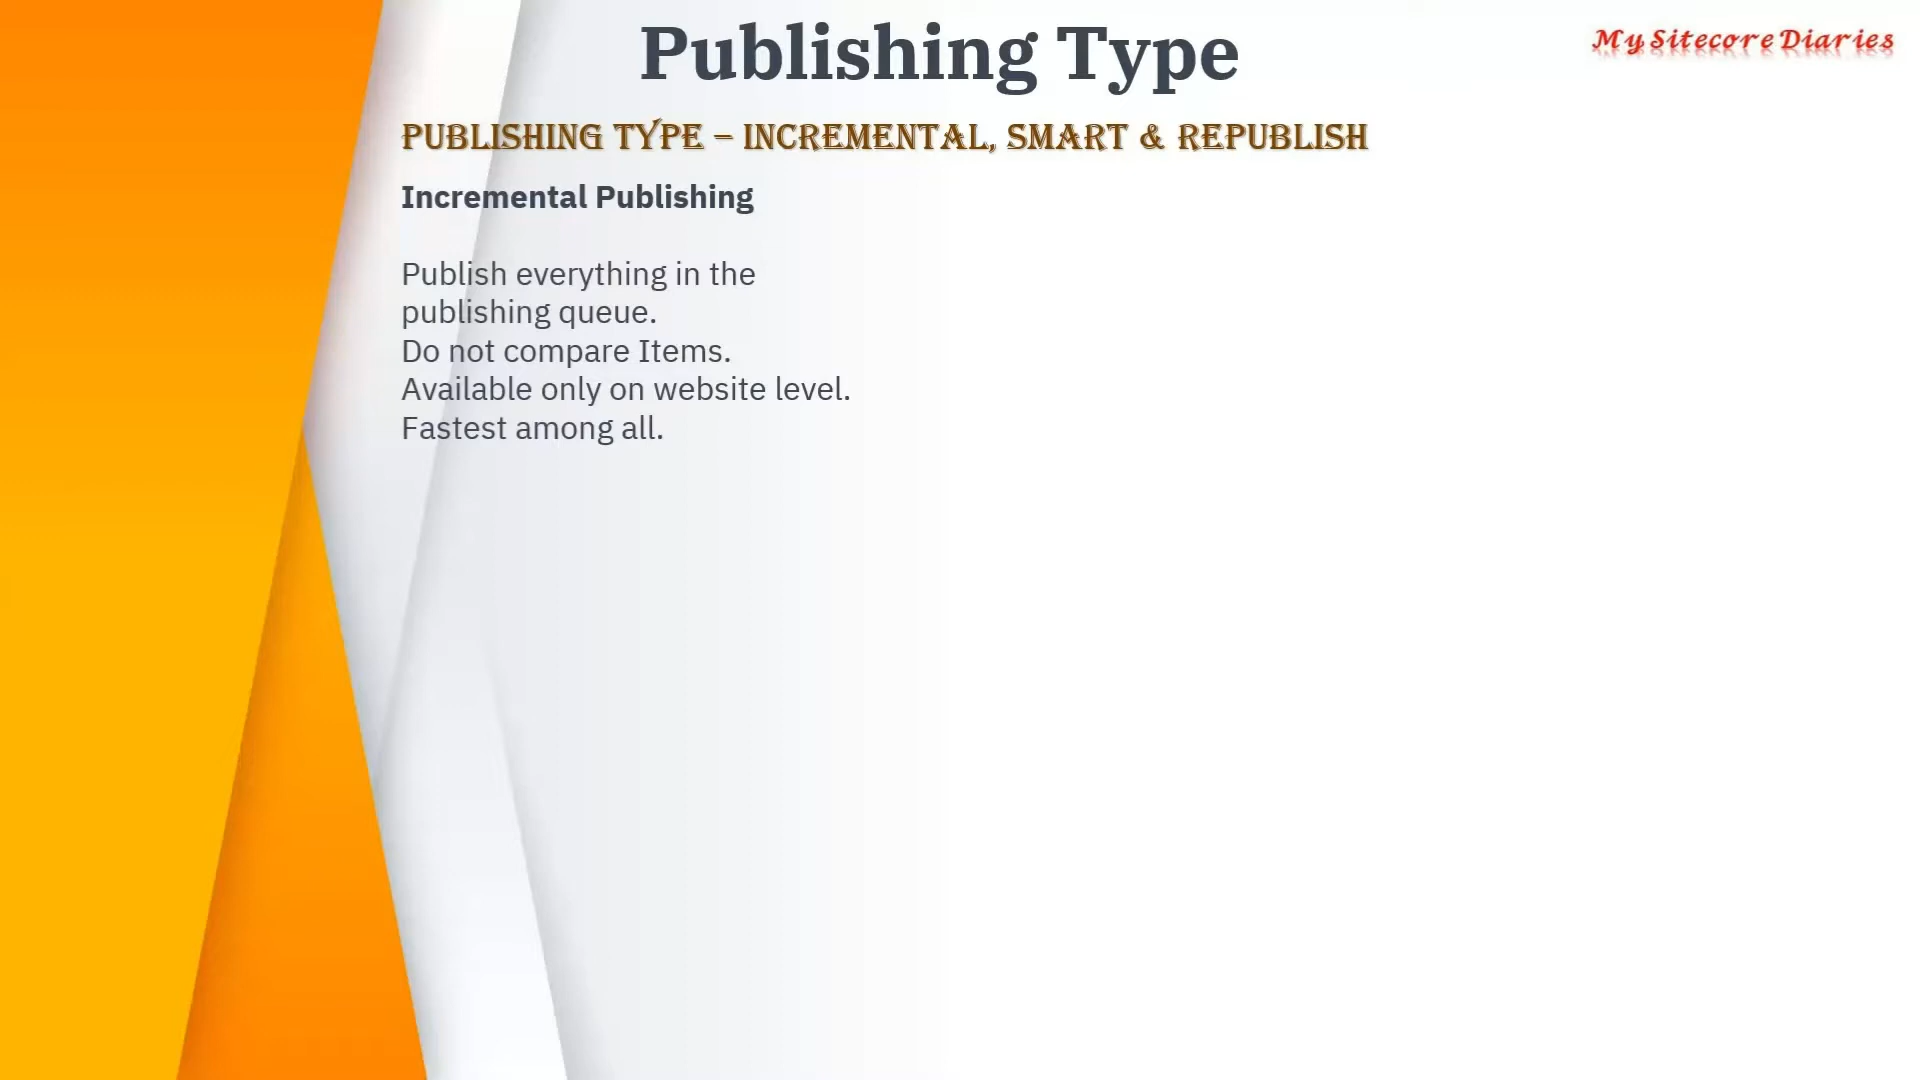 Publishing Type
My Sitecore Diaries
PUBLISHING TYPE – INCREMENTAL, SMART & REPUBLISH
Incremental Publishing
Publish everything in the
publishing queue.
Do not compare Items.
Available only on website level.
Fastest among all.